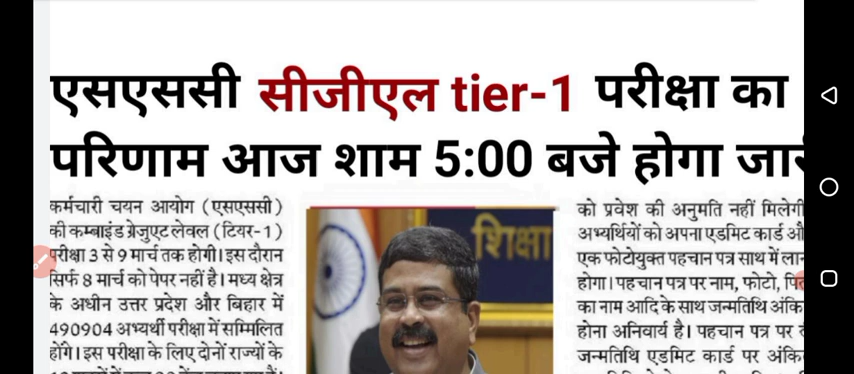 एसएससी सीजीएल tier-1 परीक्षा का
परिणाम आज शाम 5:00 बजे होगा
कर्मचारी चयन आयोग (एसएससी)
की कम्बाइंड ग्रेजुएट लेवल (टियर-1)
परीक्षा 3 से 9 मार्च तक होगी। इस दौरान
सिर्फ 8 मार्च को पेपर नहीं है। मध्य क्षेत्र
के अधीन उत्तर प्रदेश और बिहार में
490904 अभ्यर्थी परीक्षा में सम्मिलित
होंगे। इस परीक्षा के लिए दोनों राज्यों के
शिक्षा
को प्रवेश की अनुमति नहीं मिलेगी
अभ्यर्थियों को अपना एडमिट कार्ड
एक फोटोयुक्त पहचान पत्र साथ में
होगा। पहचान पत्र पर नाम, फोटो,
का नाम आदि के साथ जन्मतिथि
होना अनिवार्य है। पहचान पत्र पर
जन्मतिथि एडमिट कार्ड पर